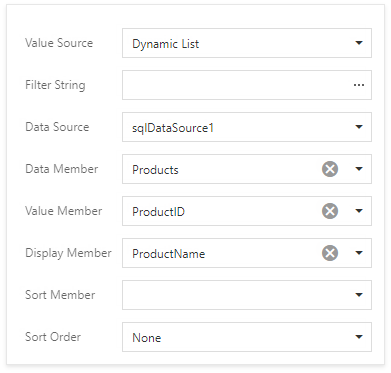 Value Source Dynamic List
Filter String ...
Data Source sqlDataSource1
Data Member Products
Value Member ProductID
Display Member ProductName
Sort Member
Sort Order None